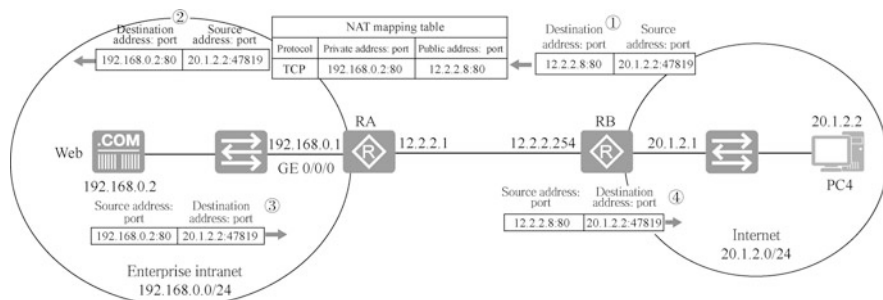 ②
Destination
address: port
Source
address: port
192.168.0.2:80
20.1.2.2:47819
NAT mapping table
Protocol
Private address: port
Public address: port
TCP
192.168.0.2:80
12.2.2.8:80
①
Destination
address: port
Source
address: port
12.2.2.8:80
20.1.2.2:47819
Web
.COM
192.168.0.2
192.168.0.1
GE 0/0/0
RA
R
12.2.2.1
12.2.2.254
RB
R
20.1.2.1
20.1.2.2
PC4
Source address:
port
Destination
address: port
③
192.168.0.2:80
20.1.2.2:47819
Source address:
port
Destination
address: port
④
12.2.2.8:80
20.1.2.2:47819
Enterprise intranet
192.168.0.0/24
Internet
20.1.2.0/24